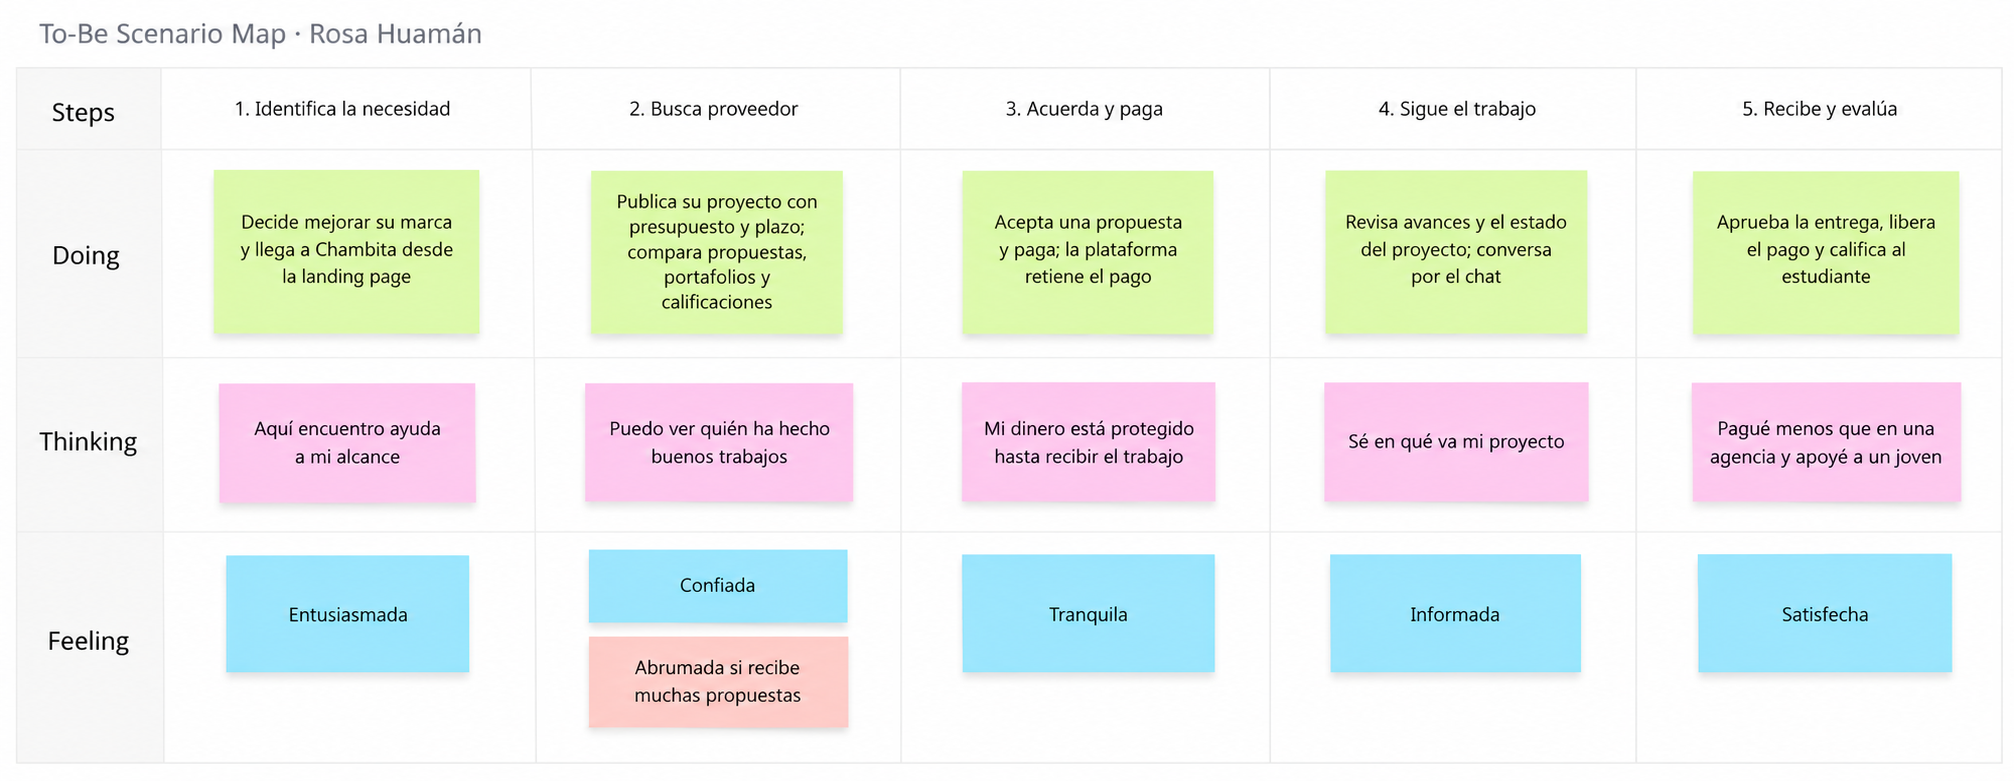 To-Be Scenario Map · Rosa Huamán
Steps
1. Identifica la necesidad
2. Busca proveedor
3. Acuerda y paga
4. Sigue el trabajo
5. Recibe y evalúa
Doing
Decide mejorar su marca
y llega a Chambita desde
la landing page
Publica su proyecto con
presupuesto y plazo;
compara propuestas,
portafolios y
calificaciones
Acepta una propuesta
y paga; la plataforma
retiene el pago
Revisa avances y el estado
del proyecto; conversa
por el chat
Aprueba la entrega, libera
el pago y califica al
estudiante
Thinking
Aquí encuentro ayuda
a mi alcance
Puedo ver quién ha hecho
buenos trabajos
Mi dinero está protegido
hasta recibir el trabajo
Sé en qué va mi proyecto
Pagué menos que en una
agencia y apoyé a un joven
Feeling
Entusiasmada
Confiada
Abrumada si recibe
muchas propuestas
Tranquila
Informada
Satisfecha